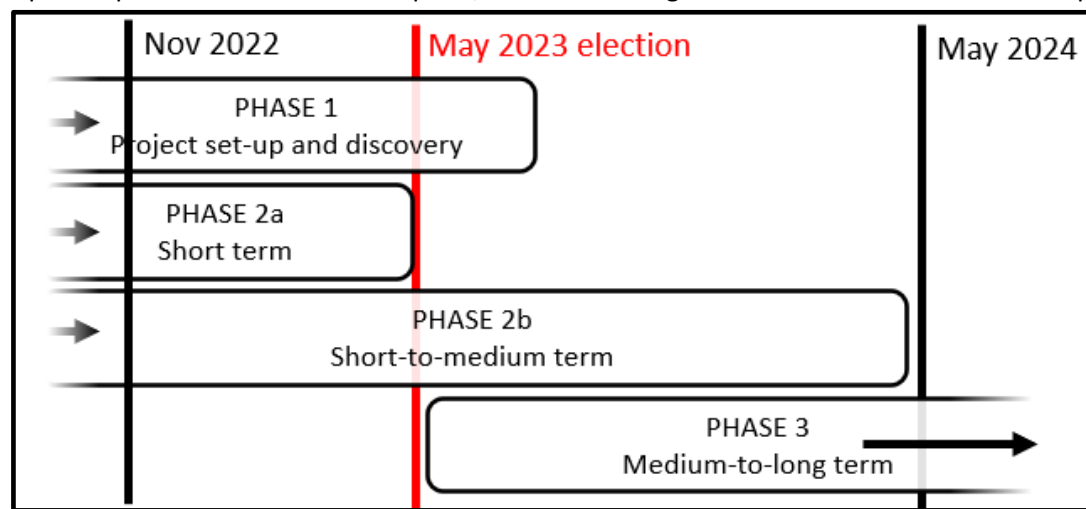 Nov 2022
May 2023 election
May 2024
PHASE 1
Project set-up and discovery
PHASE 2a
Short term
PHASE 2b
Short-to-medium term
PHASE 3
Medium-to-long term